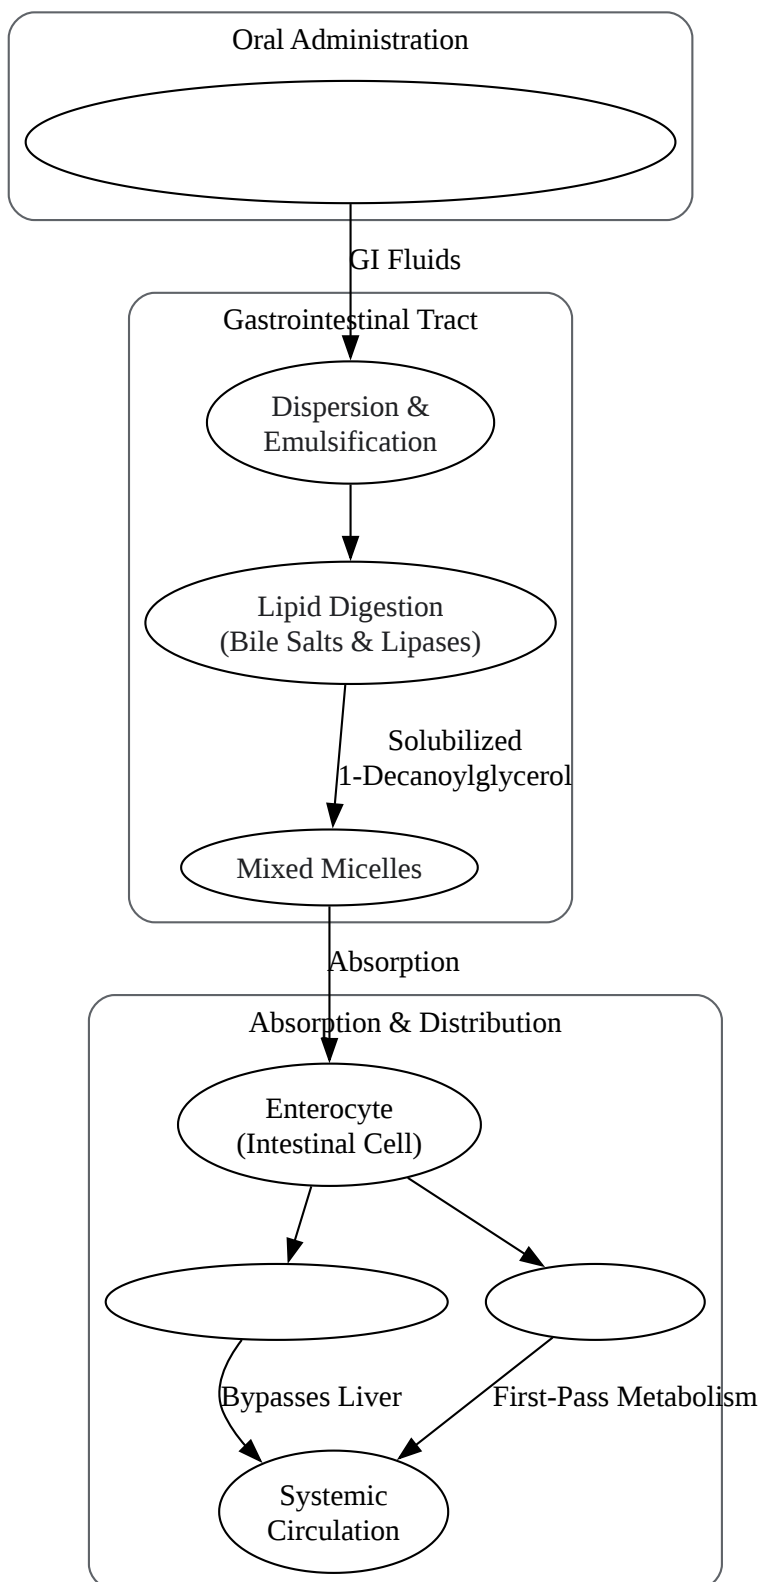 Oral Administration
GI Fluids
Gastrointestinal Tract
Dispersion &
Emulsification
Lipid Digestion
(Bile Salts & Lipases)
Solubilized
1-Decanoylglycerol
Mixed Micelles
Absorption
Absorption & Distribution
Enterocyte
(Intestinal Cell)
Bypasses Liver
First-Pass Metabolism
Systemic
Circulation